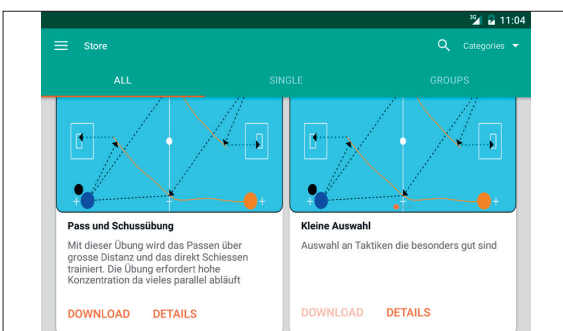 3G 11:04
Store Categories
ALL SINGLE GROUPS
Pass und Schussübung
Mit dieser Übung wird das Passen über
grosse Distanz und das direkt Schiessen
trainiert. Die Übung erfordert hohe
Konzentration da vieles parallel abläuft
DOWNLOAD DETAILS
Kleine Auswahl
Auswahl an Taktiken die besonders gut sind
DOWNLOAD DETAILS